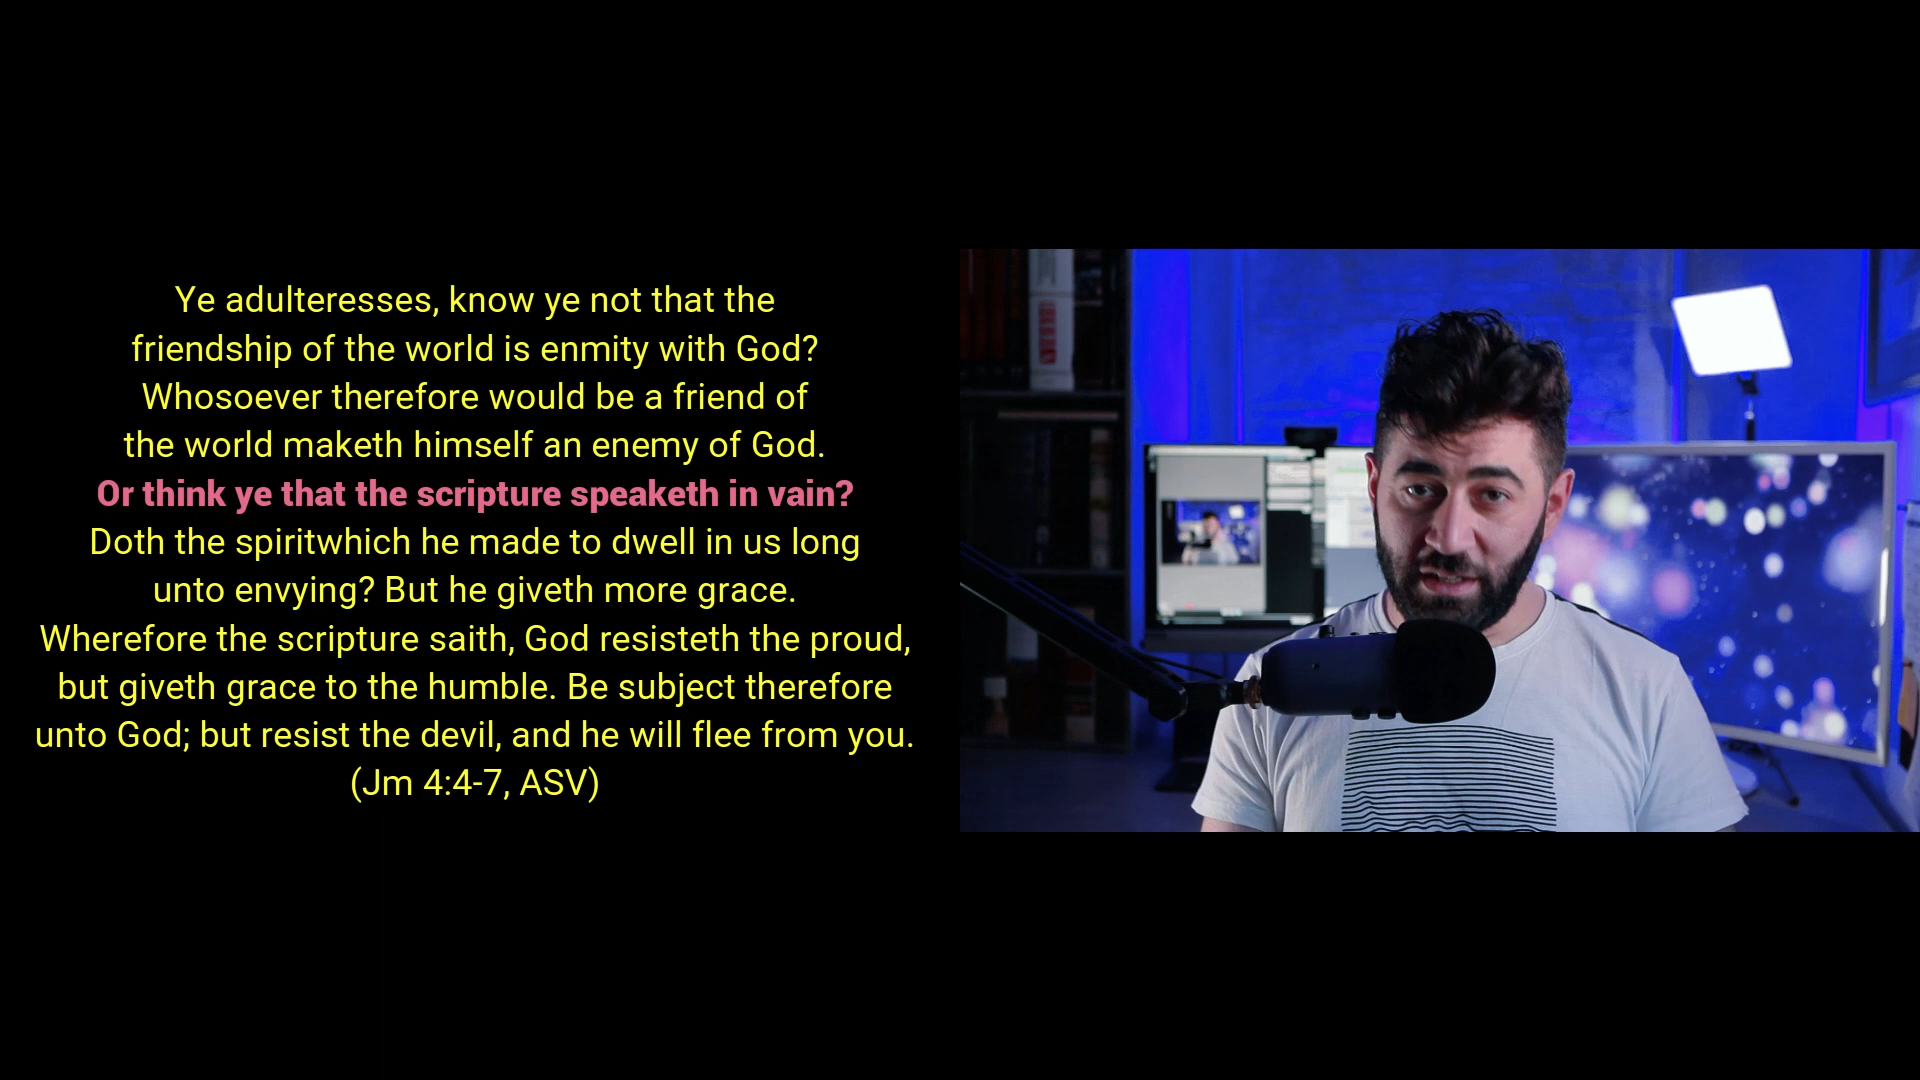 Ye adulteresses, know ye not that the
friendship of the world is enmity with God?
Whosoever therefore would be a friend of
the world maketh himself an enemy of God.
Or think ye that the scripture speaketh in vain?
Doth the spiritwhich he made to dwell in us long
unto envying? But he giveth more grace.
Wherefore the scripture saith, God resisteth the proud,
but giveth grace to the humble. Be subject therefore
unto God; but resist the devil, and he will flee from you.
(Jm 4:4-7, ASV)